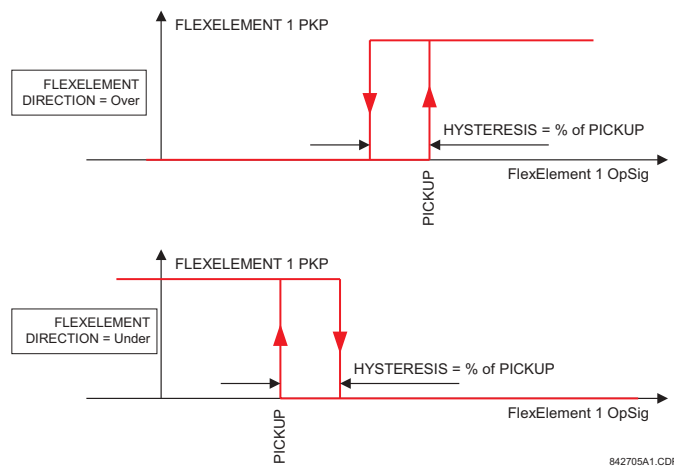 FLEXELEMENT 1 PKP
FLEXELEMENT
DIRECTION = Over
HYSTERESIS = % of PICKUP
FlexElement 1 OpSig
PICKUP
FLEXELEMENT 1 PKP
FLEXELEMENT
DIRECTION = Under
HYSTERESIS = % of PICKUP
FlexElement 1 OpSig
PICKUP
842705A1.CDR